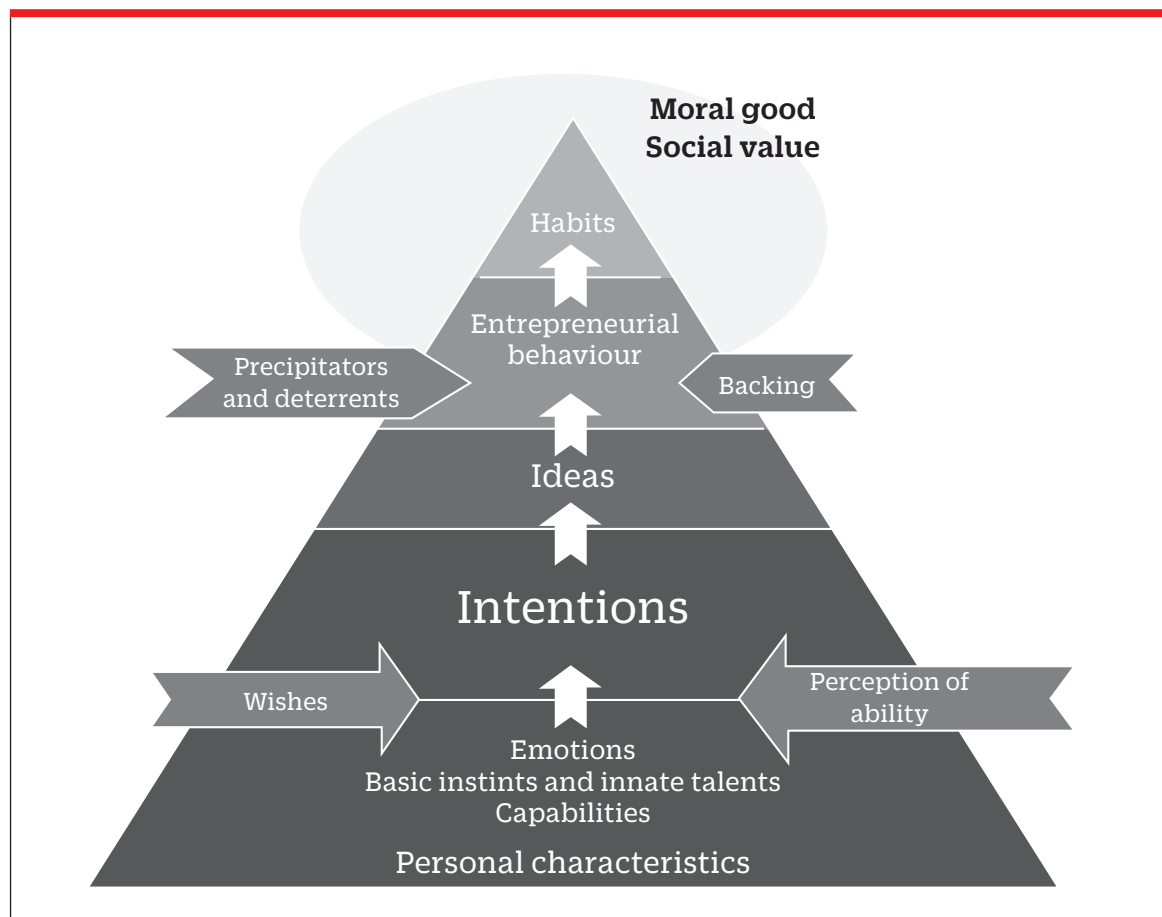 Moral good
Social value
Habits
Entrepreneurial
behaviour
Precipitators
and deterrents
Backing
Ideas
Intentions
Wishes
Perception of
ability
Emotions
Basic instints and innate talents
Capabilities
Personal characteristics